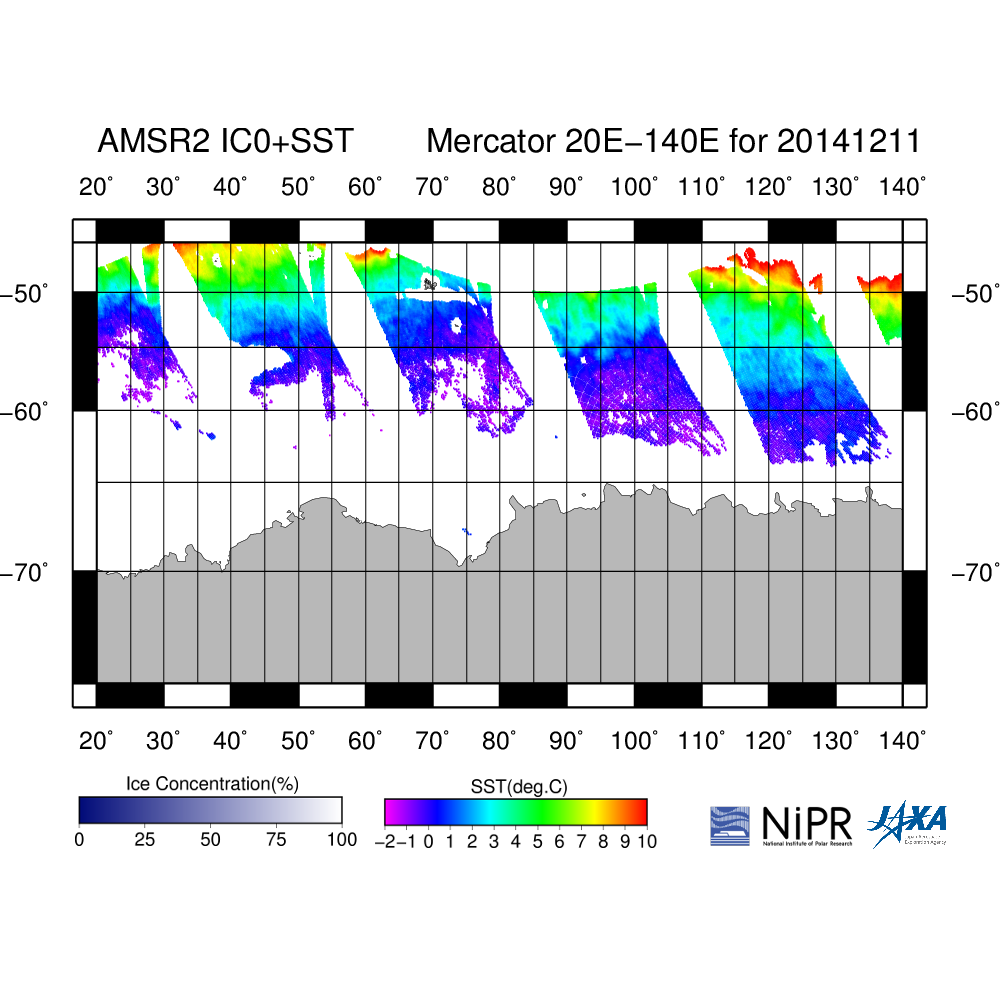 AMSR2 IC0+SST Mercator 20E−140E for 20141211
20° 30° 40° 50° 60° 70° 80° 90° 100° 110° 120° 130° 140°
−50° −50°
−60° −60°
−70° −70°
20° 30° 40° 50° 60° 70° 80° 90° 100° 110° 120° 130° 140°
Ice Concentration(%) SST(deg.C)
0 25 50 75 100
−2 −1 0 1 2 3 4 5 6 7 8 9 10
NiPR
National Institute of Polar Research
JAXA
Exploration Agency